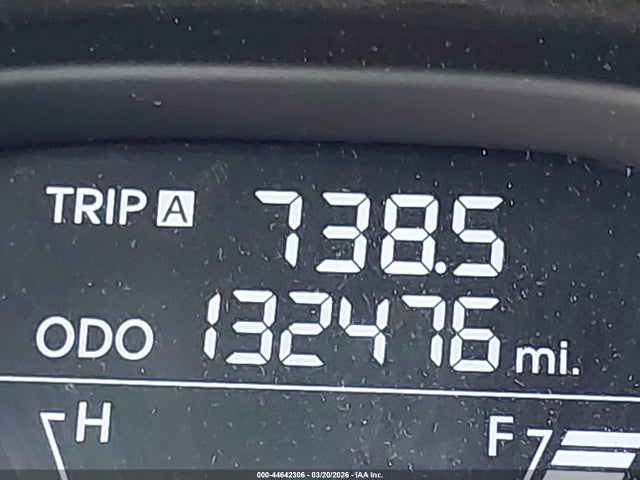 TRIP A 738.5
ODO 132476 mi.
H F
000-44642306 - 03/20/2026 - IAA Inc.